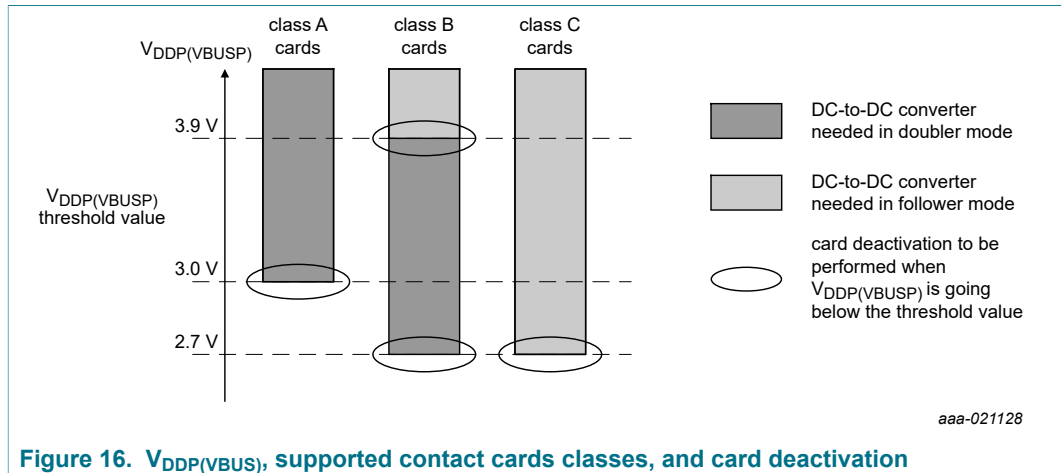 class A
cards
class B
cards
class C
cards
VDDP(VBUSP)
3.9 V
VDDP(VBUSP)
threshold value
3.0 V
2.7 V
DC-to-DC converter
needed in doubler mode
DC-to-DC converter
needed in follower mode
card deactivation to be
performed when
VDDP(VBUSP) is going
below the threshold value
aaa-021128
Figure 16. VDDP(VBUS), supported contact cards classes, and card deactivation